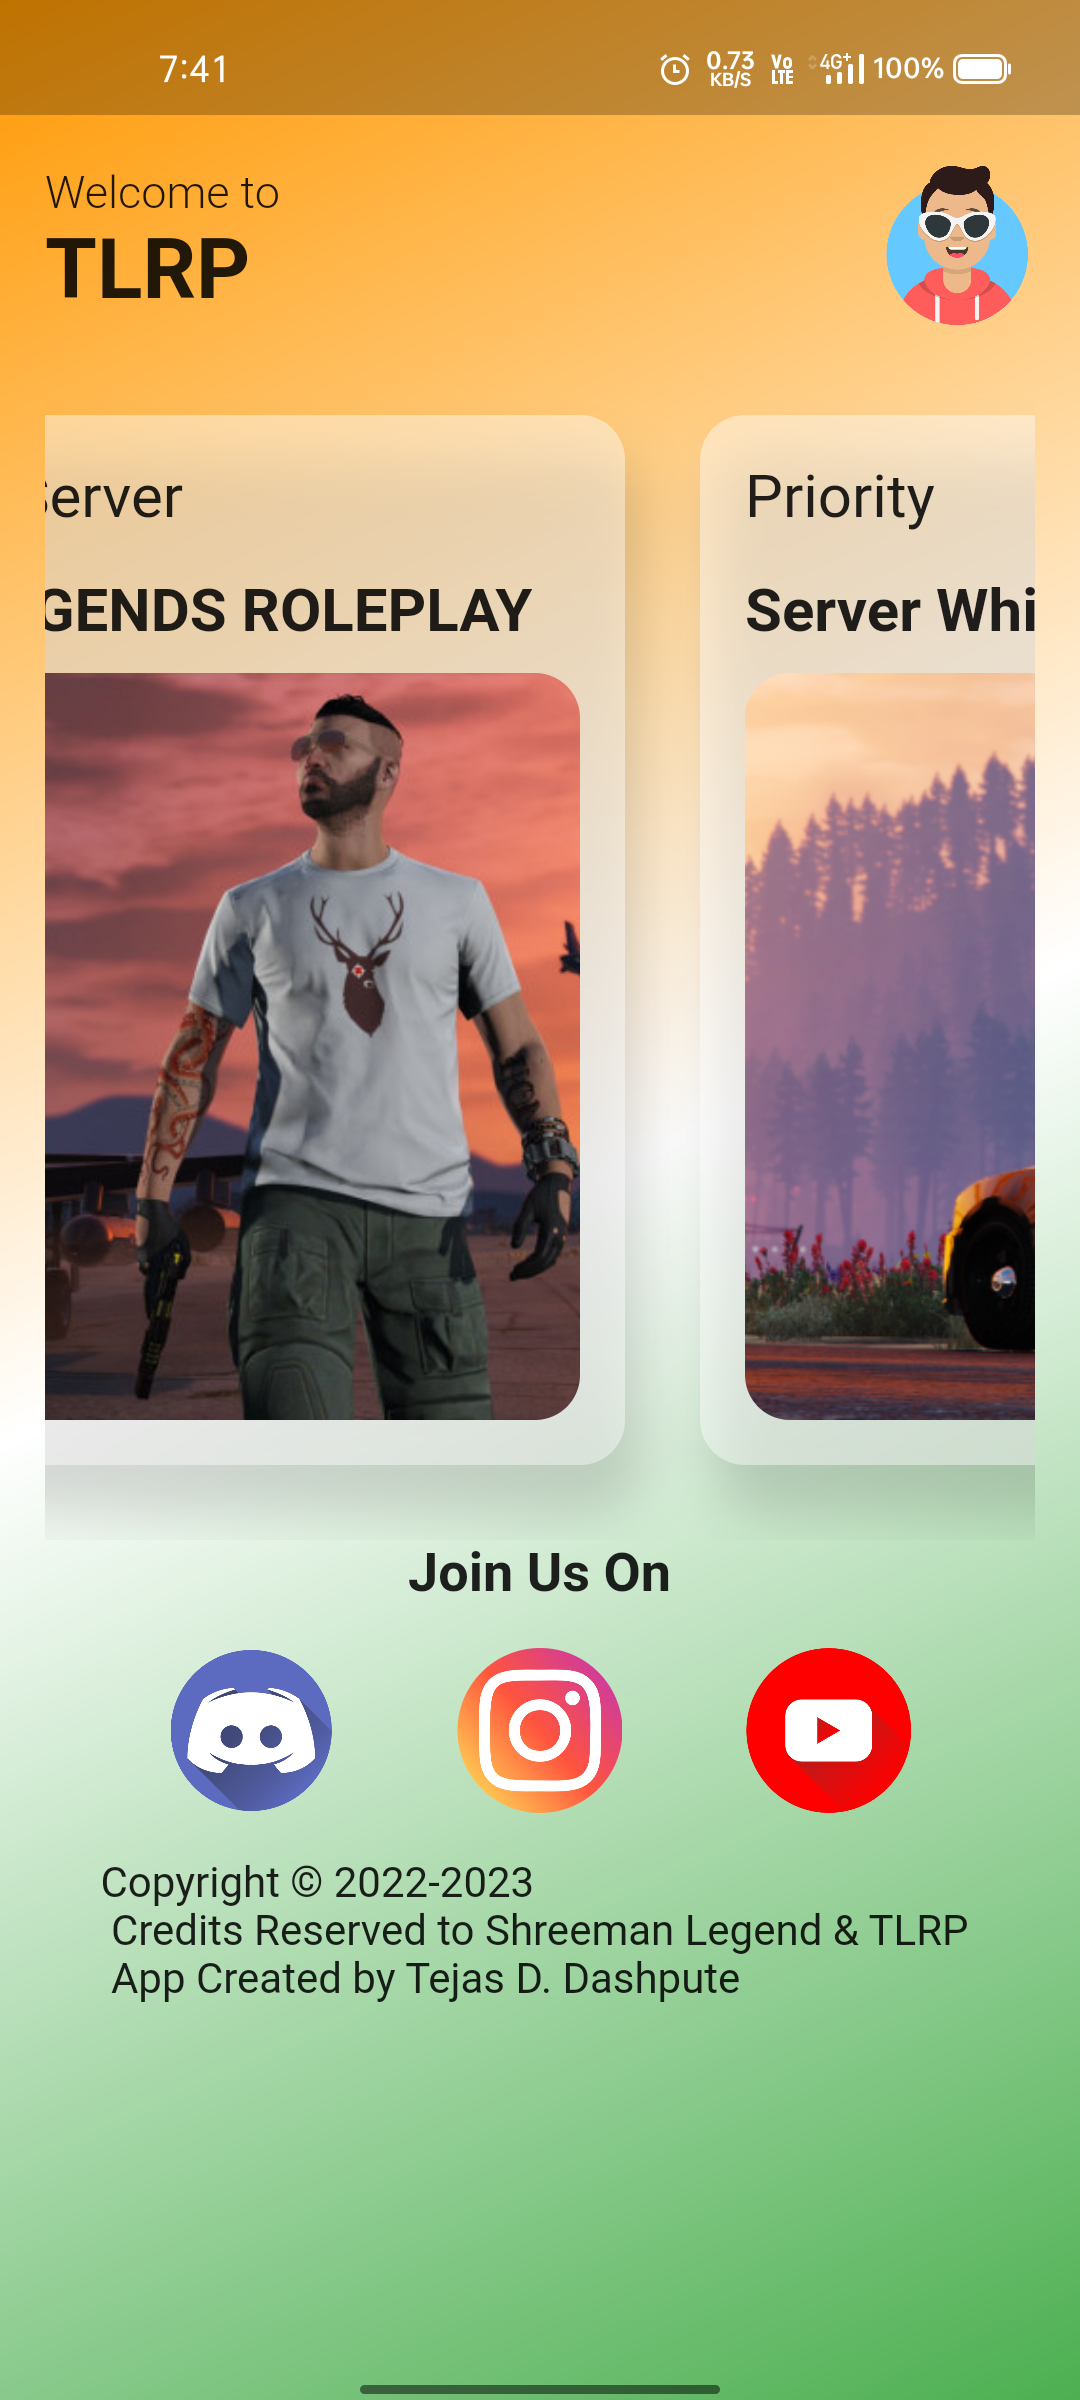 7:41
0.73 KB/S Vo LTE 4G+ 100%
Welcome to
TLRP
Server
GENDS ROLEPLAY
Priority
Server Whi
Join Us On
Copyright © 2022-2023
Credits Reserved to Shreeman Legend & TLRP
App Created by Tejas D. Dashpute